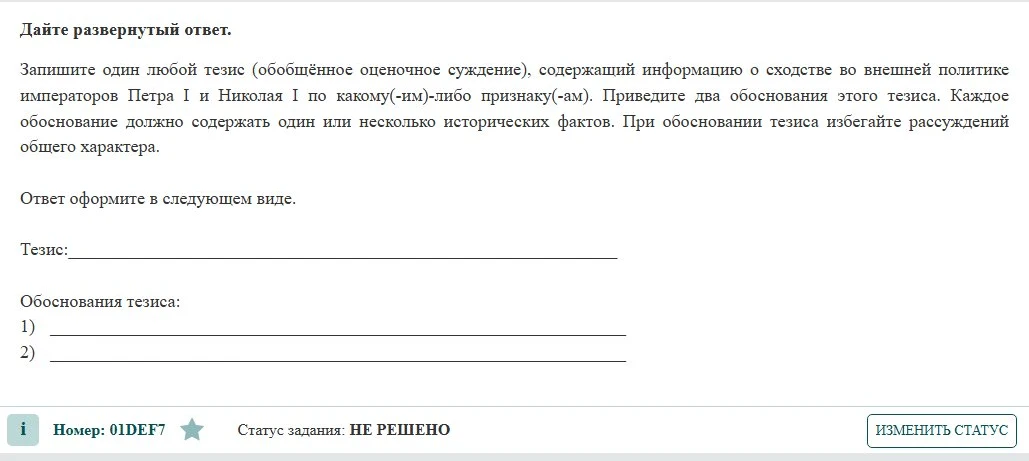 Дайте развернутый ответ.
Запишите один любой тезис (обобщённое оценочное суждение), содержащий информацию о сходстве во внешней политике
императоров Петра I и Николая I по какому(-им)-либо признаку(-ам). Приведите два обоснования этого тезиса. Каждое
обоснование должно содержать один или несколько исторических фактов. При обосновании тезиса избегайте рассуждений
общего характера.
Ответ оформите в следующем виде.
Тезис:
Обоснования тезиса:
1)
2)
i Номер: 01DEF7 Статус задания: НЕ РЕШЕНО ИЗМЕНИТЬ СТАТУС